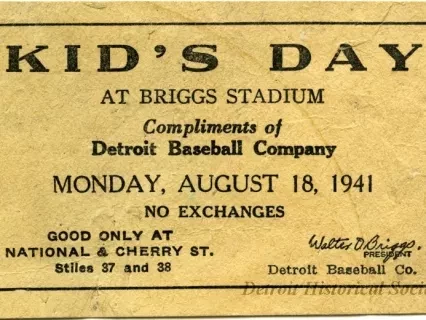 KID'S DAY
AT BRIGGS STADIUM
Compliments of
Detroit Baseball Company
MONDAY, AUGUST 18, 1941
NO EXCHANGES
GOOD ONLY AT
NATIONAL & CHERRY ST.
Stiles 37 and 38
Walter O Briggs.
PRESIDENT
Detroit Baseball Co.
Detroit Historical Soci